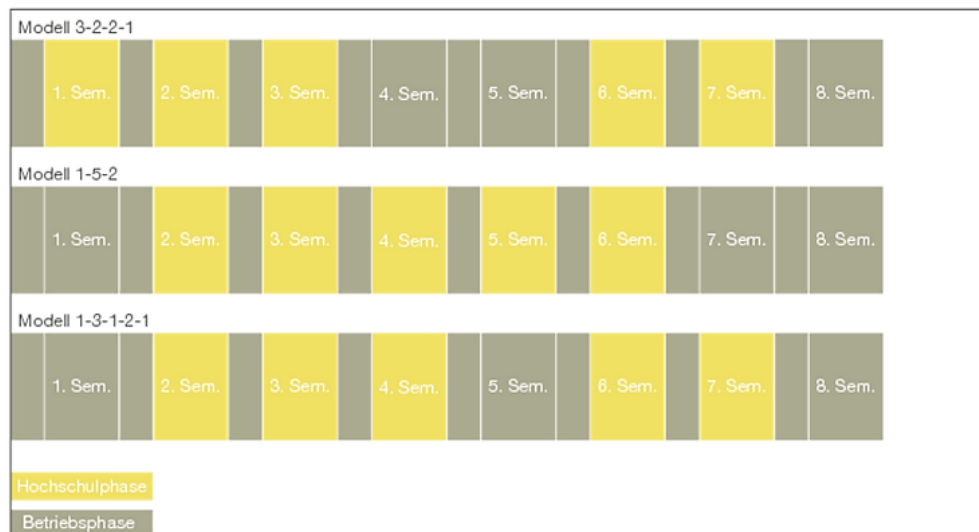 Modell 3-2-2-1
1. Sem. 2. Sem. 3. Sem. 4. Sem. 5. Sem. 6. Sem. 7. Sem. 8. Sem.
Modell 1-5-2
1. Sem. 2. Sem. 3. Sem. 4. Sem. 5. Sem. 6. Sem. 7. Sem. 8. Sem.
Modell 1-3-1-2-1
1. Sem. 2. Sem. 3. Sem. 4. Sem. 5. Sem. 6. Sem. 7. Sem. 8. Sem.
Hochschulphase
Betriebsphase